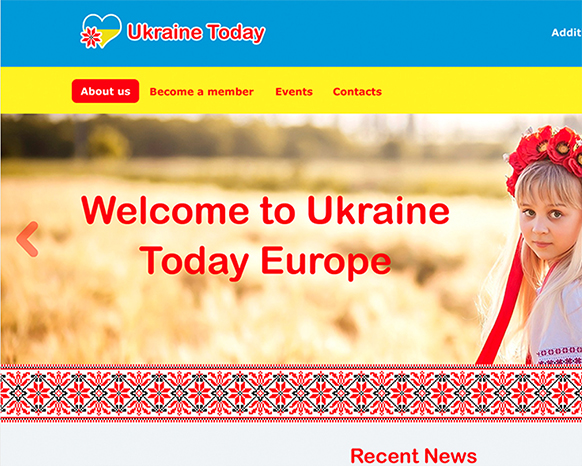 Ukraine Today
Addit
About us
Become a member
Events
Contacts
Welcome to Ukraine
Today Europe
Recent News